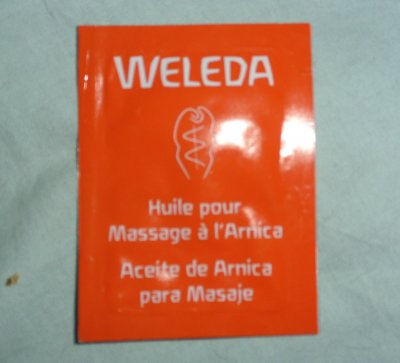 WELEDA
Huile pour
Massage à l'Arnica
Aceite de Arnica
para Masaje